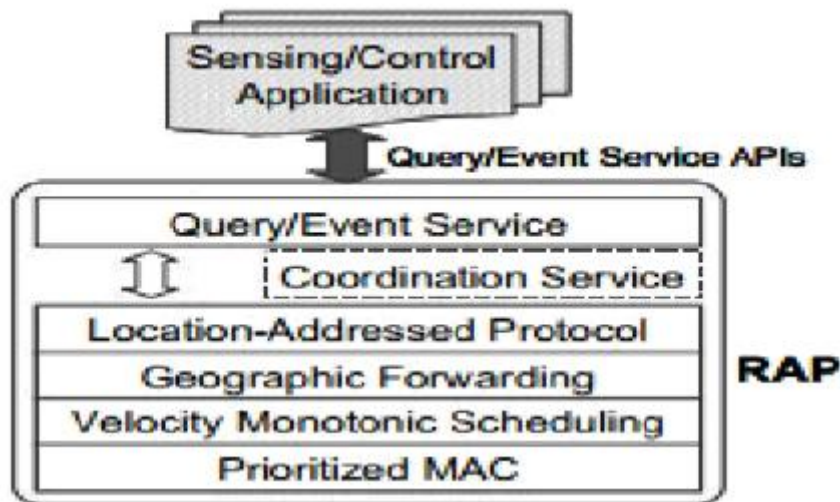 Sensing/Control
Application
Query/Event Service APIs
Query/Event Service
Coordination Service
Location-Addressed Protocol
Geographic Forwarding
Velocity Monotonic Scheduling
Prioritized MAC
RAP